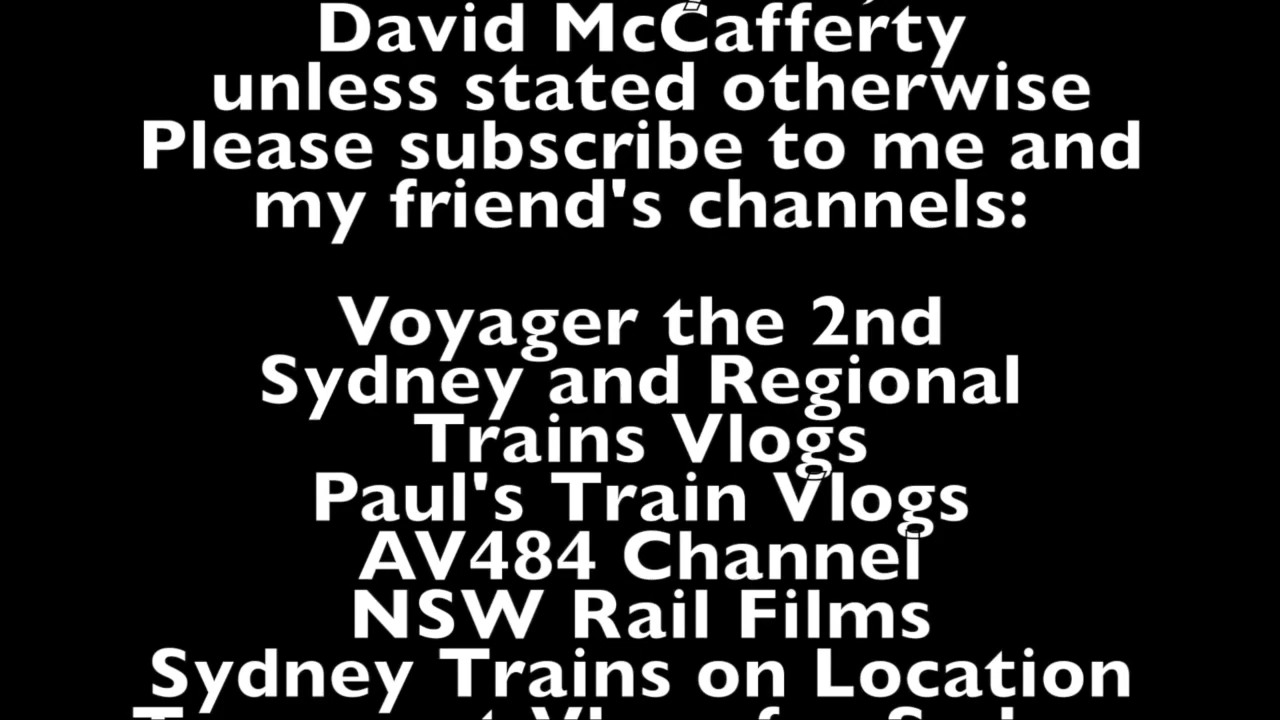 David McCafferty
unless stated otherwise
Please subscribe to me and
my friend's channels:
Voyager the 2nd
Sydney and Regional
Trains Vlogs
Paul's Train Vlogs
AV484 Channel
NSW Rail Films
Sydney Trains on Location